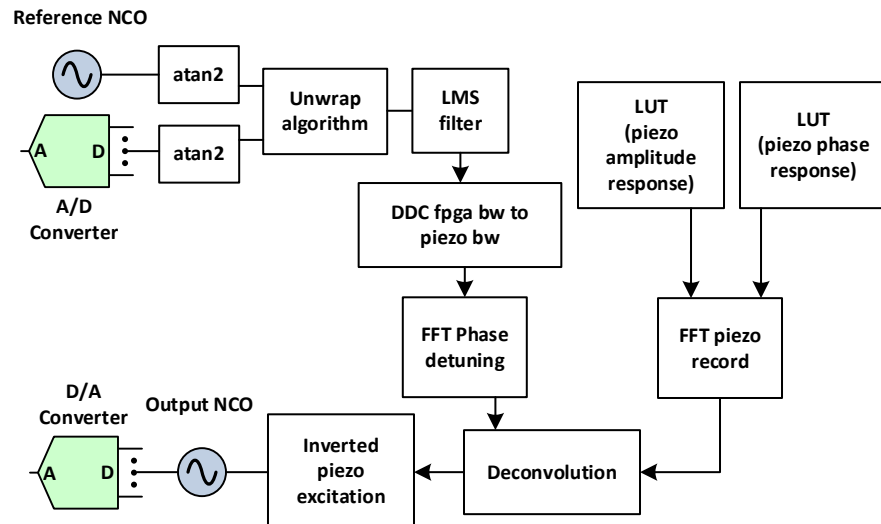 Reference NCO
atan2
Unwrap
algorithm
LMS
filter
LUT
(piezo
amplitude
response)
LUT
(piezo phase
response)
A
D
atan2
A/D
Converter
DDC fpga bw to
piezo bw
FFT Phase
detuning
FFT piezo
record
D/A
Converter
Output NCO
A
D
Inverted
piezo
excitation
Deconvolution